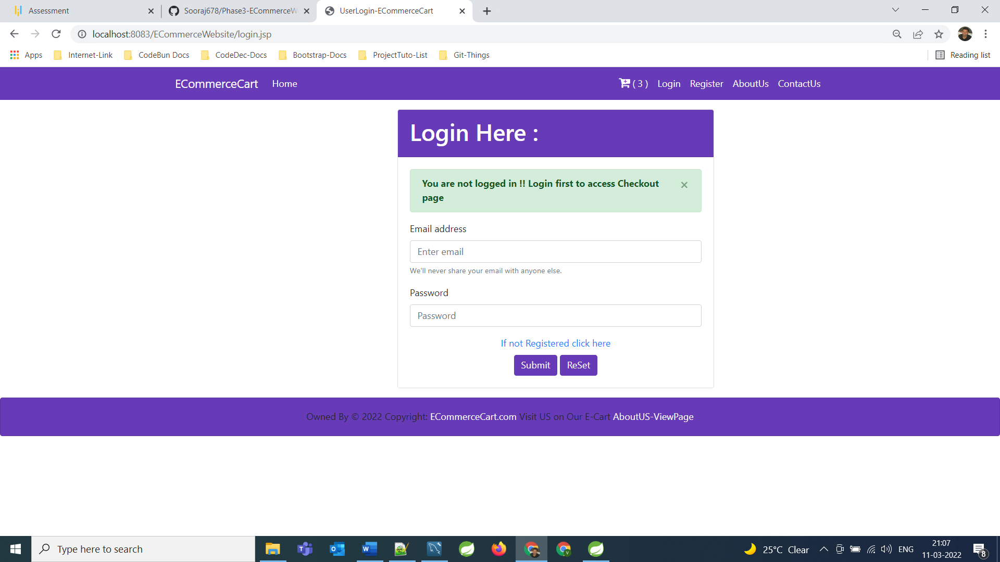 Assessment
Sooraj678/Phase3-ECommerceW
UserLogin-ECommerceCart
localhost:8083/ECommerceWebsite/login.jsp
Apps
Internet-Link
CodeBun Docs
CodeDec-Docs
Bootstrap-Docs
ProjectTuto-List
Git-Things
Reading list
ECommerceCart
Home
( 3 )
Login
Register
AboutUs
ContactUs
Login Here :
You are not logged in !! Login first to access Checkout
page
×
Email address
Enter email
We'll never share your email with anyone else.
Password
Password
If not Registered click here
Submit
ReSet
Owned By © 2022 Copyright: ECommerceCart.com Visit US on Our E-Cart AboutUS-ViewPage
Type here to search
25°C Clear
ENG
21:07
11-03-2022
8